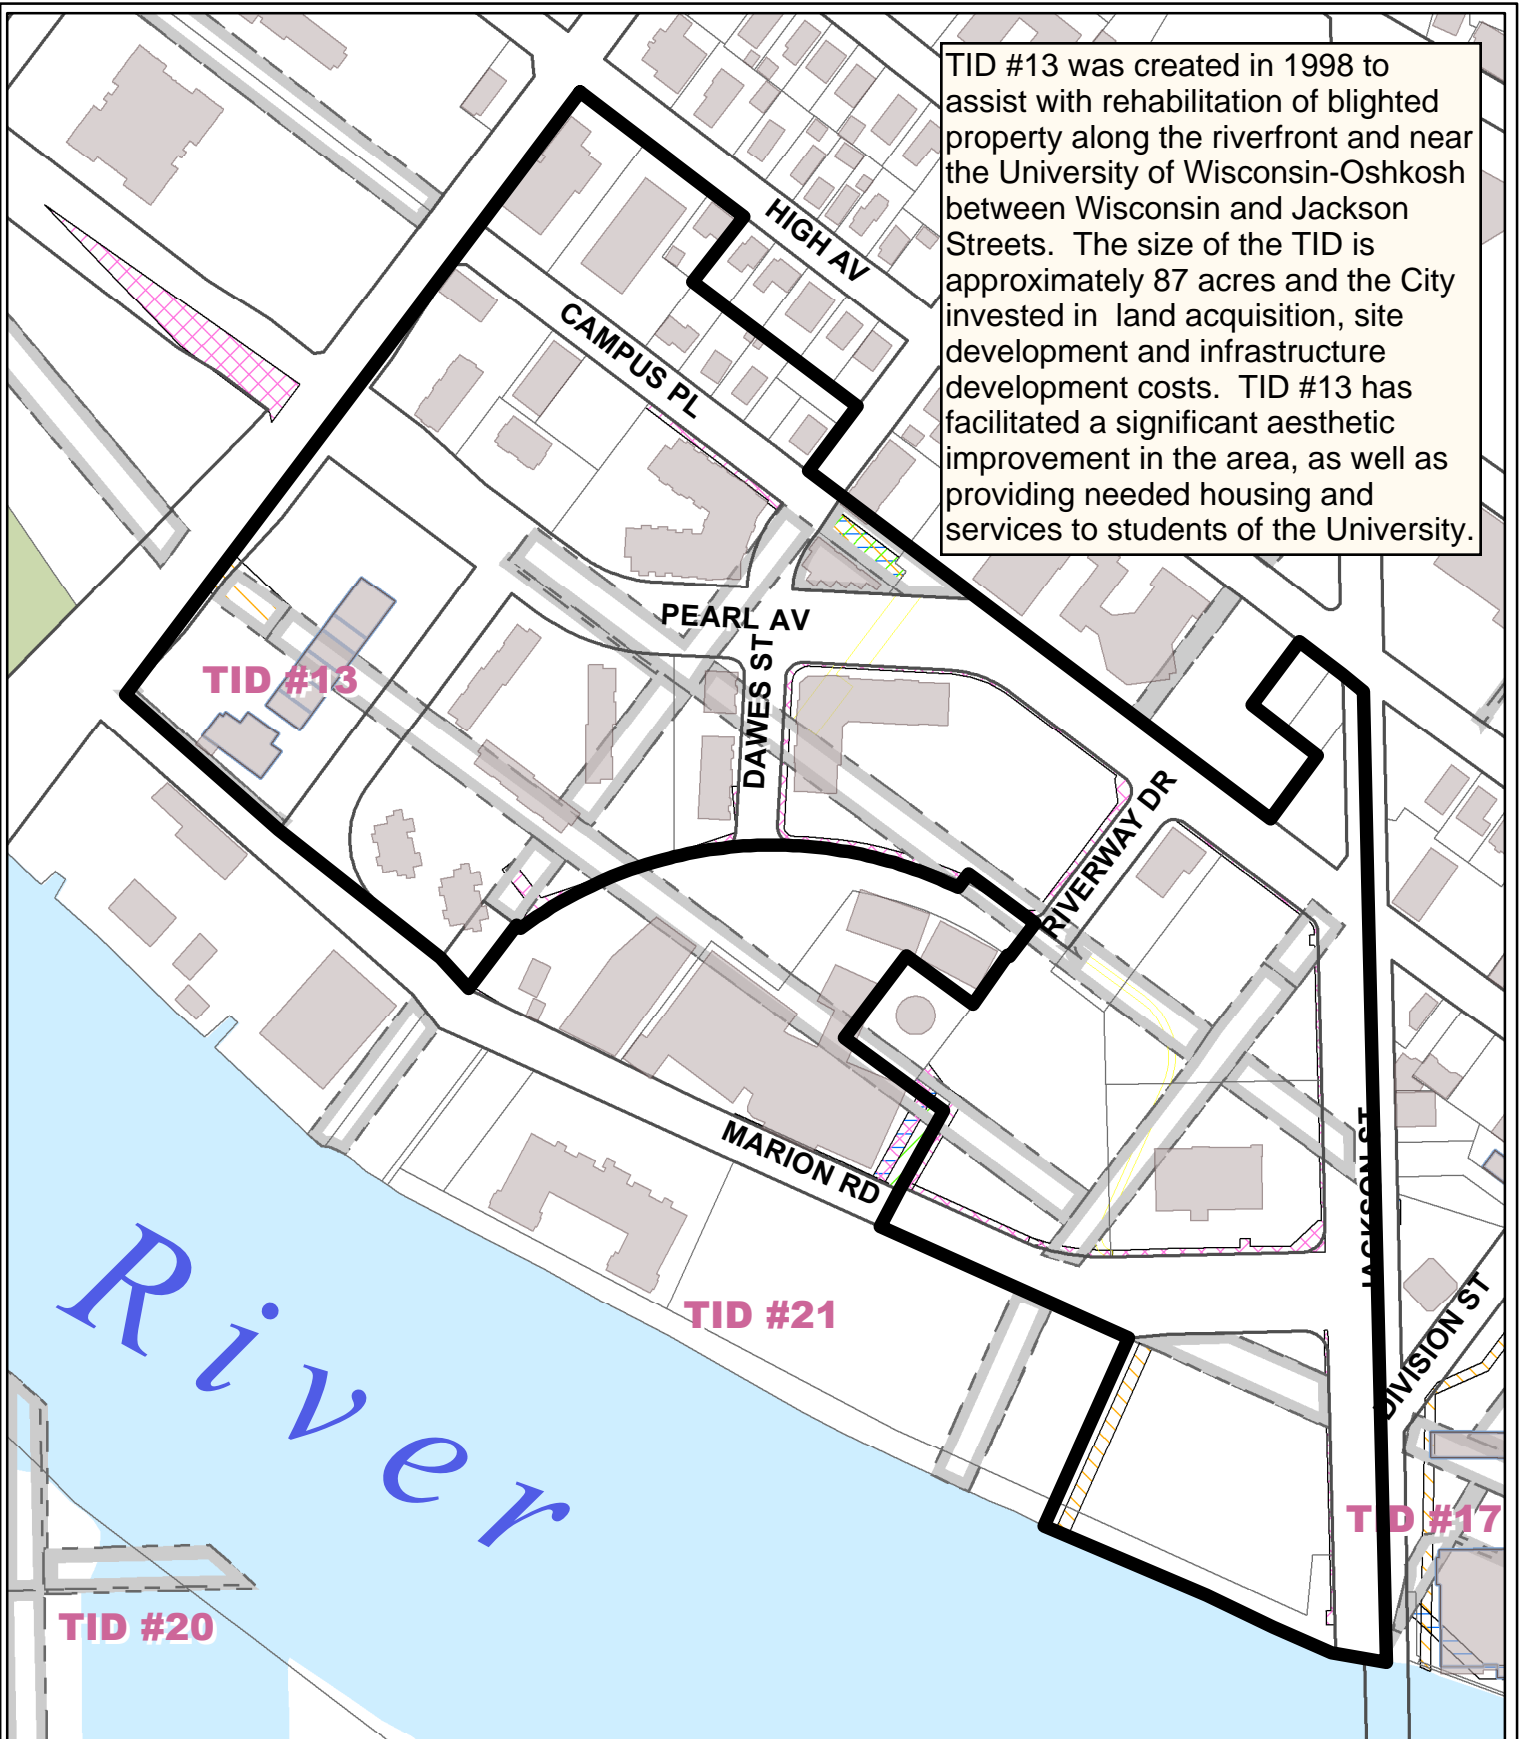 TID #13 was created in 1998 to
assist with rehabilitation of blighted
property along the riverfront and near
the University of Wisconsin-Oshkosh
between Wisconsin and Jackson
Streets.  The size of the TID is
approximately 87 acres and the City
invested in  land acquisition, site
development and infrastructure
development costs.  TID #13 has
facilitated a significant aesthetic
improvement in the area, as well as
providing needed housing and
services to students of the University.
HIGH AV
CAMPUS PL
PEARL AV
DAWES ST
TID #13
RIVERWAY DR
MARION RD
JACKSON ST
DIVISION ST
TID #21
River
TID #17
TID #20